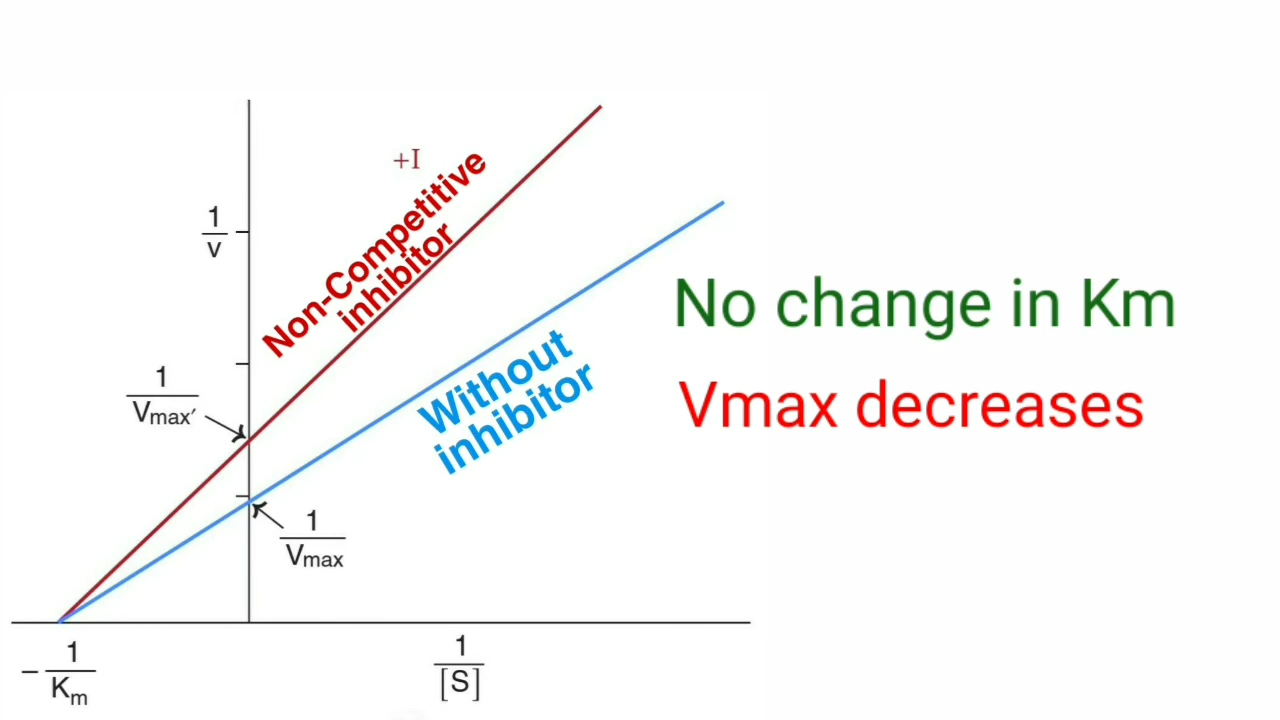 +I
Non-Competitive
inhibitor
1
v
No change in Km
1
Vmax′
Vmax decreases
Without
inhibitor
1
Vmax
− 1
Km
1
[S]